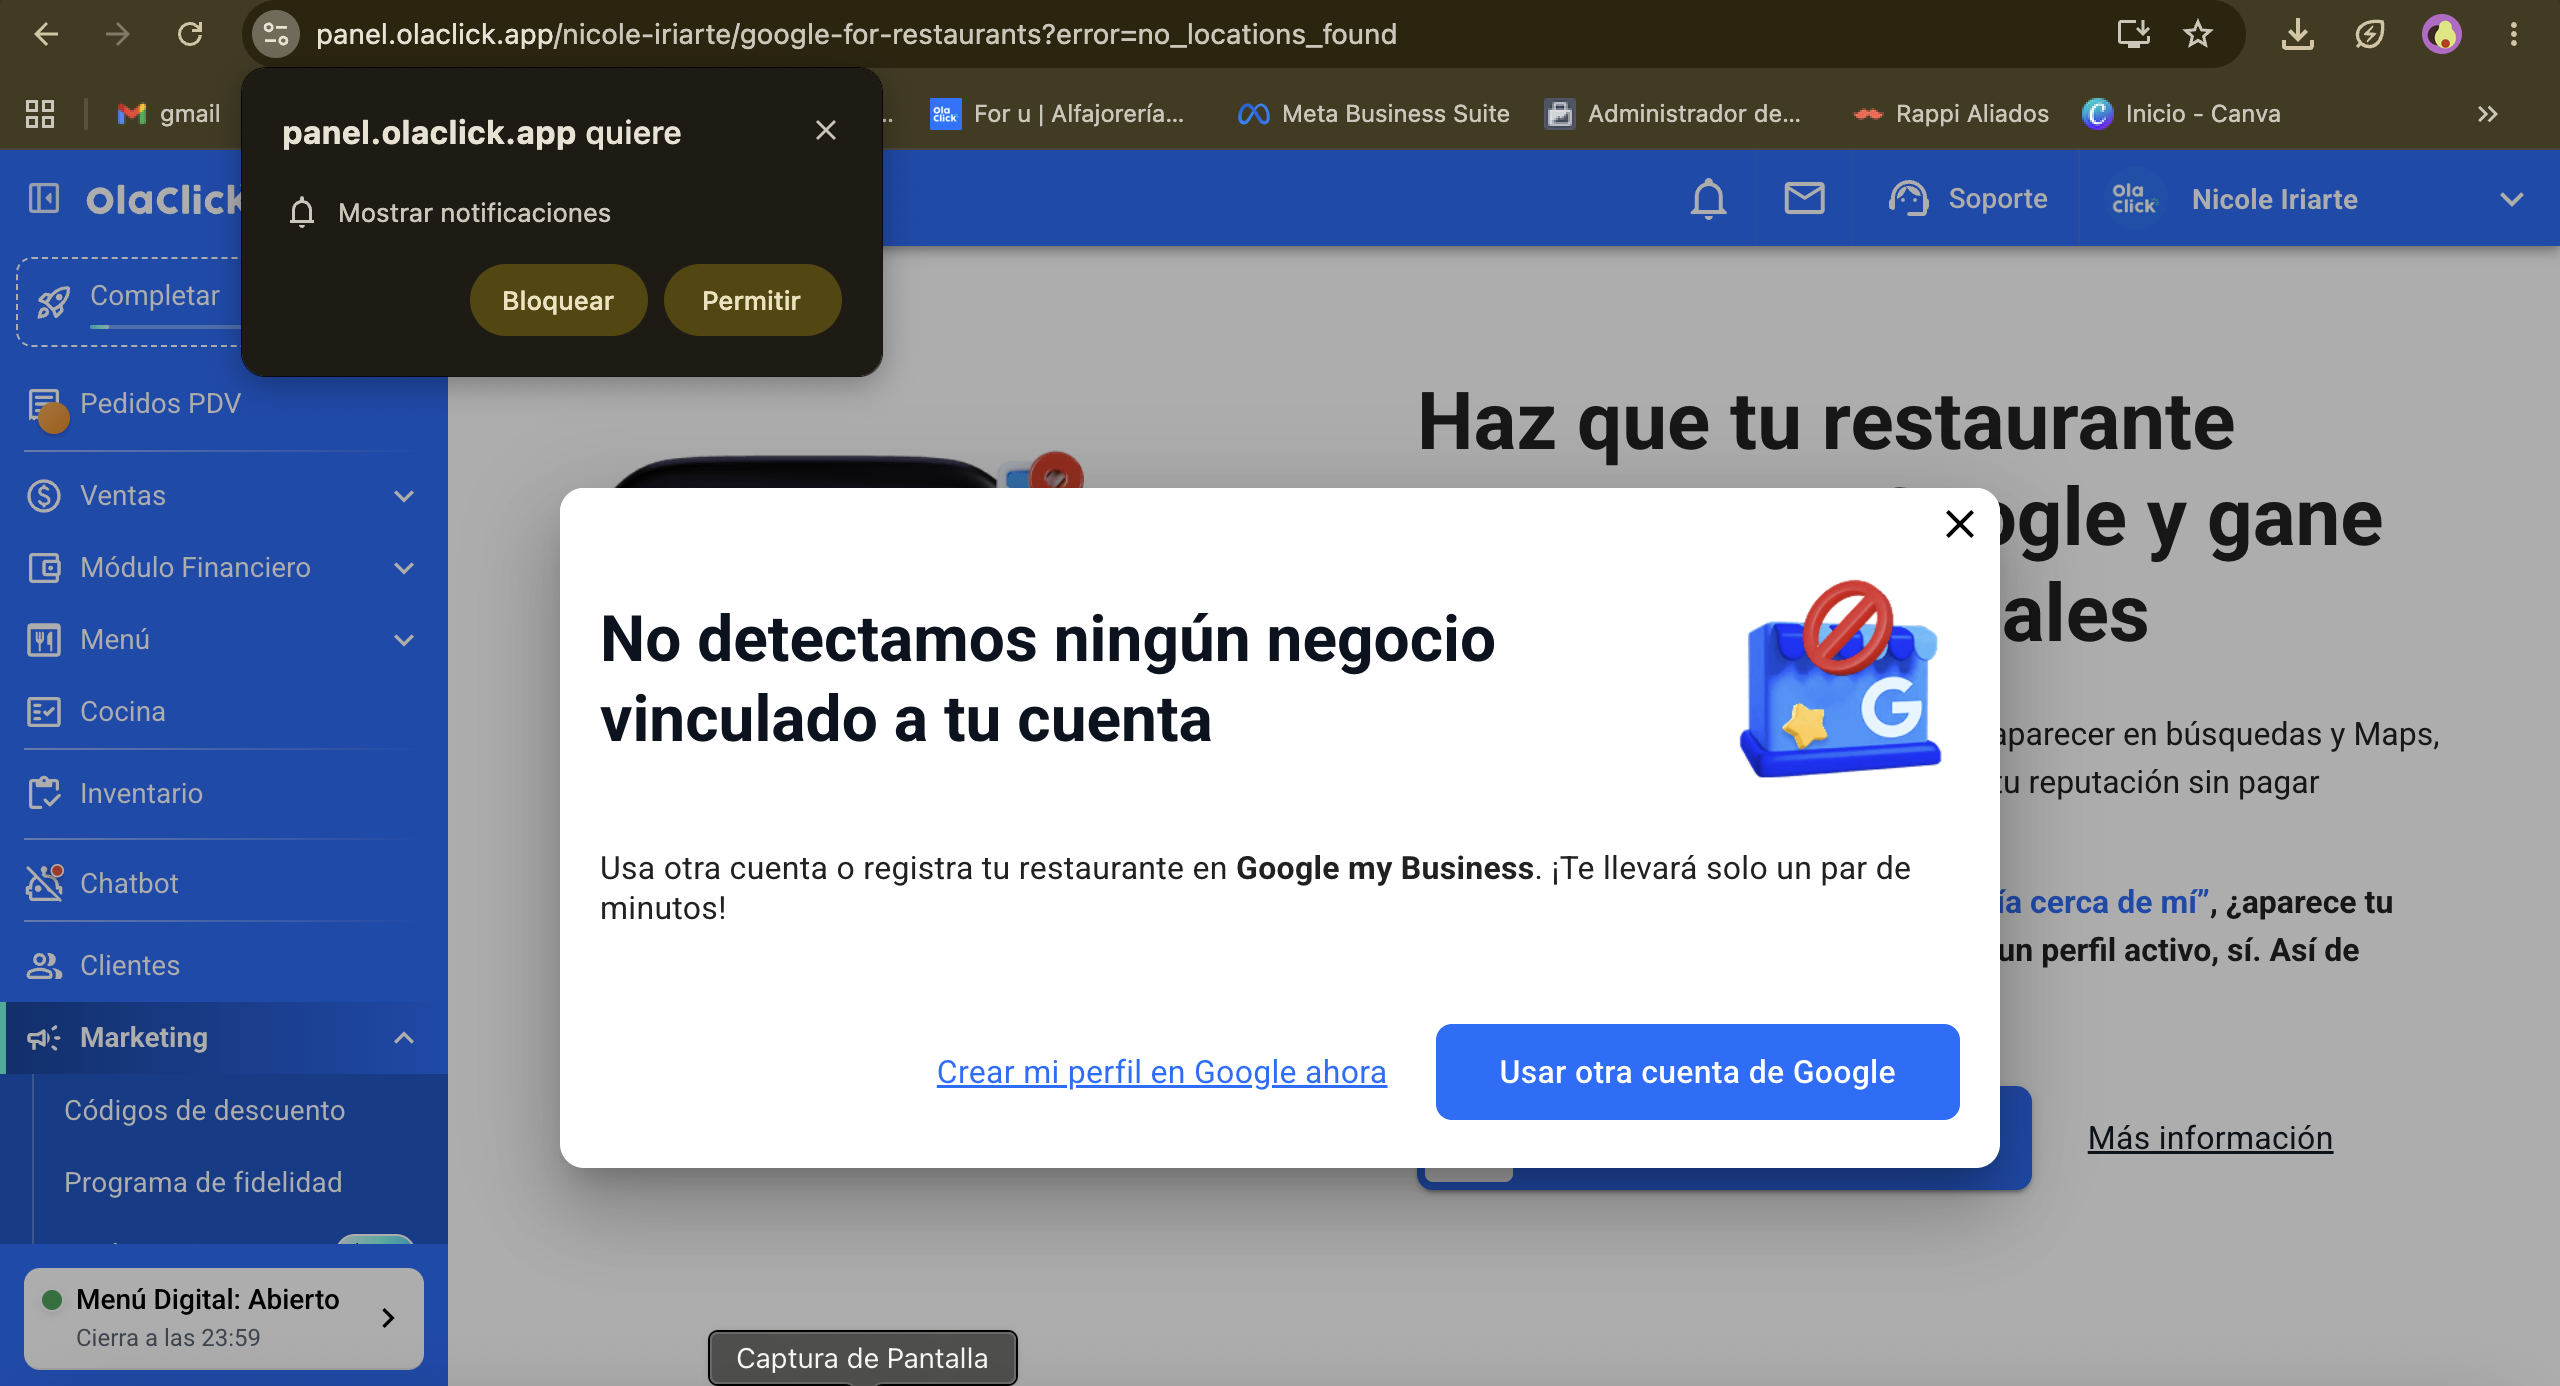 panel.olaclick.app/nicole-iriarte/google-for-restaurants?error=no_locations_found
gmail
For u | Alfajorería...
Meta Business Suite
Administrador de...
Rappi Aliados
Inicio - Canva
panel.olaclick.app quiere
Mostrar notificaciones
Bloquear
Permitir
OlaClick
Soporte
Ola Click
Nicole Iriarte
Completar
Pedidos PDV
Ventas
Módulo Financiero
Menú
Cocina
Inventario
Chatbot
Clientes
Marketing
Códigos de descuento
Programa de fidelidad
Menú Digital: Abierto
Cierra a las 23:59
Haz que tu restaurante
ogle y gane
ales
aparecer en búsquedas y Maps,
tu reputación sin pagar
ía cerca de mí”, ¿aparece tu
un perfil activo, sí. Así de
Más información
No detectamos ningún negocio
vinculado a tu cuenta
G
Usa otra cuenta o registra tu restaurante en Google my Business. ¡Te llevará solo un par de
minutos!
Crear mi perfil en Google ahora
Usar otra cuenta de Google
Captura de Pantalla